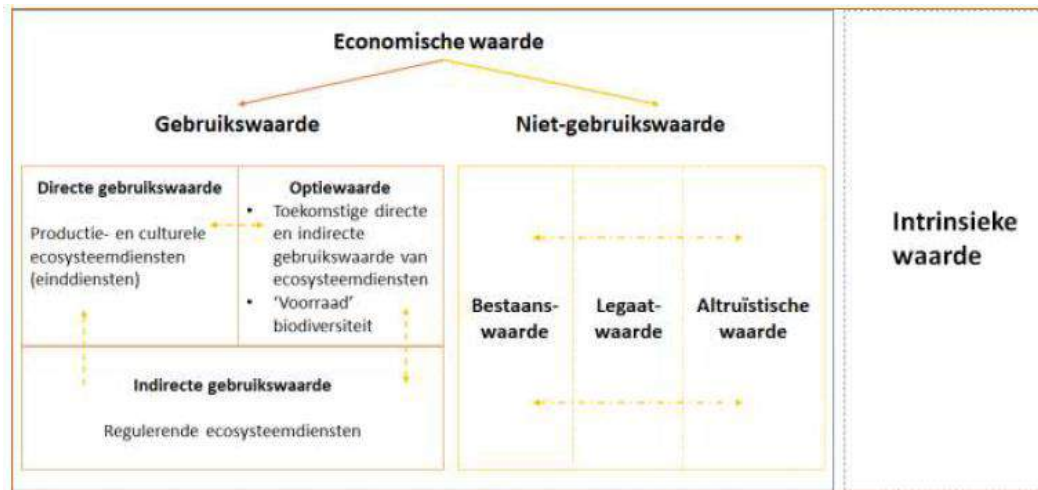 Economische waarde
Gebruikswaarde
Niet-gebruikswaarde
Directe gebruikswaarde
Productie- en culturele
ecosysteemdiensten
(einddiensten)
Optiewaarde
• Toekomstige directe
en indirecte
gebruikswaarde van
ecosysteemdiensten
• ‘Voorraad’
biodiversiteit
Indirecte gebruikswaarde
Regulerende ecosysteemdiensten
Bestaans-
waarde
Legaat-
waarde
Altruïstische
waarde
Intrinsieke
waarde